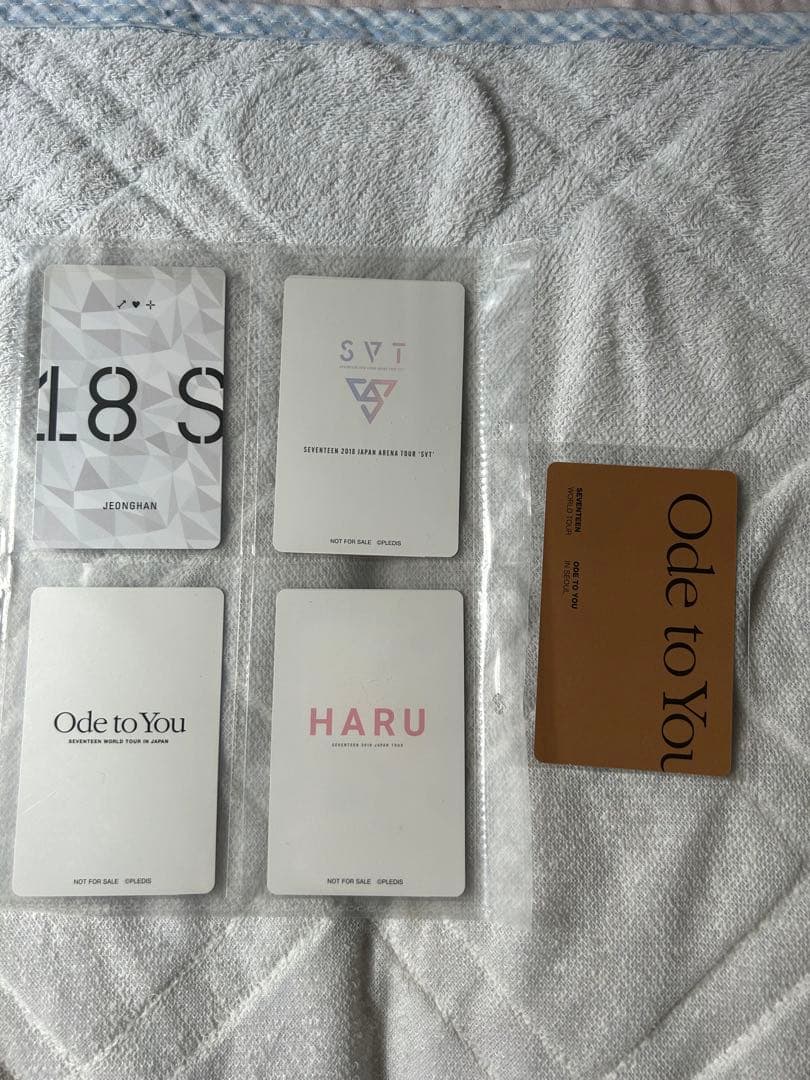 18 S
JEONGHAN
SVT
SEVENTEEN 2018 JAPAN ARENA TOUR 'SVT'
NOT FOR SALE ©PLEDIS
Ode to You
SEVENTEEN WORLD TOUR IN JAPAN
NOT FOR SALE ©PLEDIS
HARU
SEVENTEEN 2019 JAPAN TOUR
NOT FOR SALE ©PLEDIS
Ode to You
SEVENTEEN
WORLD TOUR
ODE TO YOU
IN SEOUL